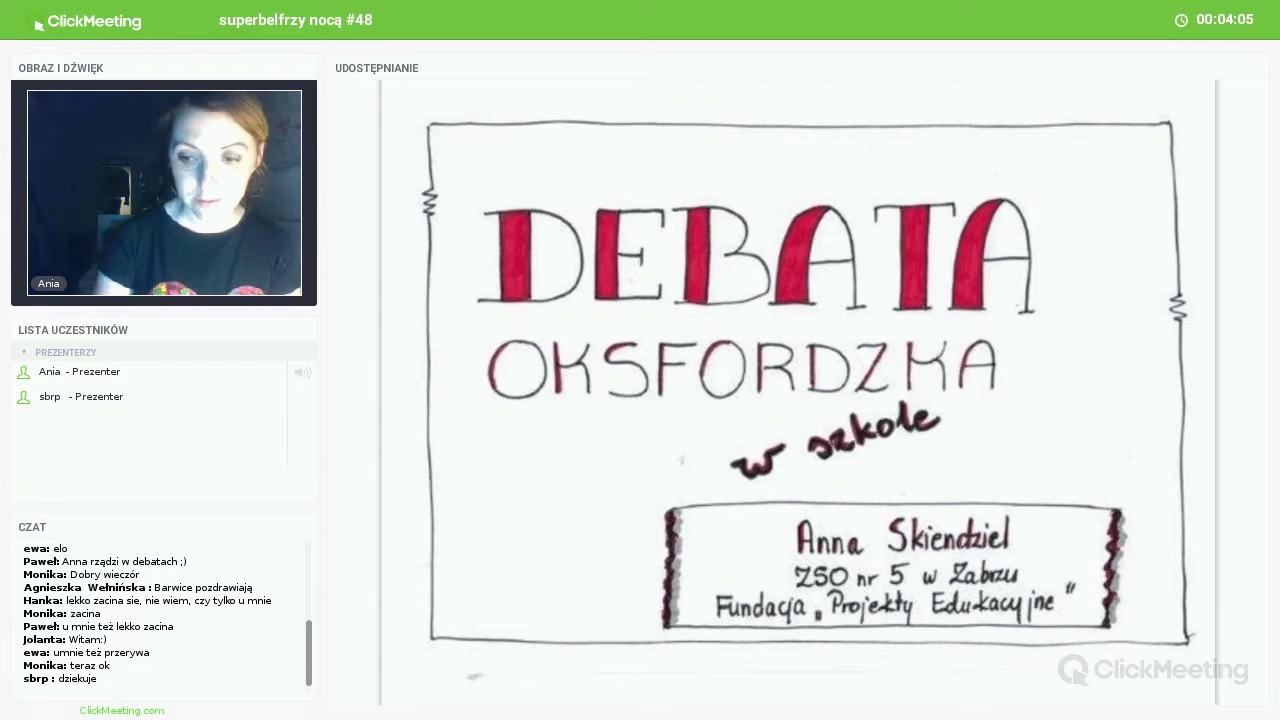 ClickMeeting
superbelfrzy nocą #48
00:04:05
OBRAZ I DŹWIĘK
Ania
LISTA UCZESTNIKÓW
PREZENTERZY
Ania - Prezenter
sbrp - Prezenter
CZAT
ewa: elo
Paweł: Anna rządzi w debatach ;)
Monika: Dobry wieczór
Agnieszka Wełnińska : Barwice pozdrawiają
Hanka: lekko zacina sie, nie wiem, czy tylko u mnie
Monika: zacina
Paweł: u mnie też lekko zacina
Jolanta: Witam:)
ewa: umnie też przerywa
Monika: teraz ok
sbrp : dziekuje
ClickMeeting.com
UDOSTĘPNIANIE
DEBATA
OKSFORDZKA
w szkole
Anna Skiendziel
ZSO nr 5 w Zabrzu
Fundacja „Projekty Edukacyjne"
ClickMeeting